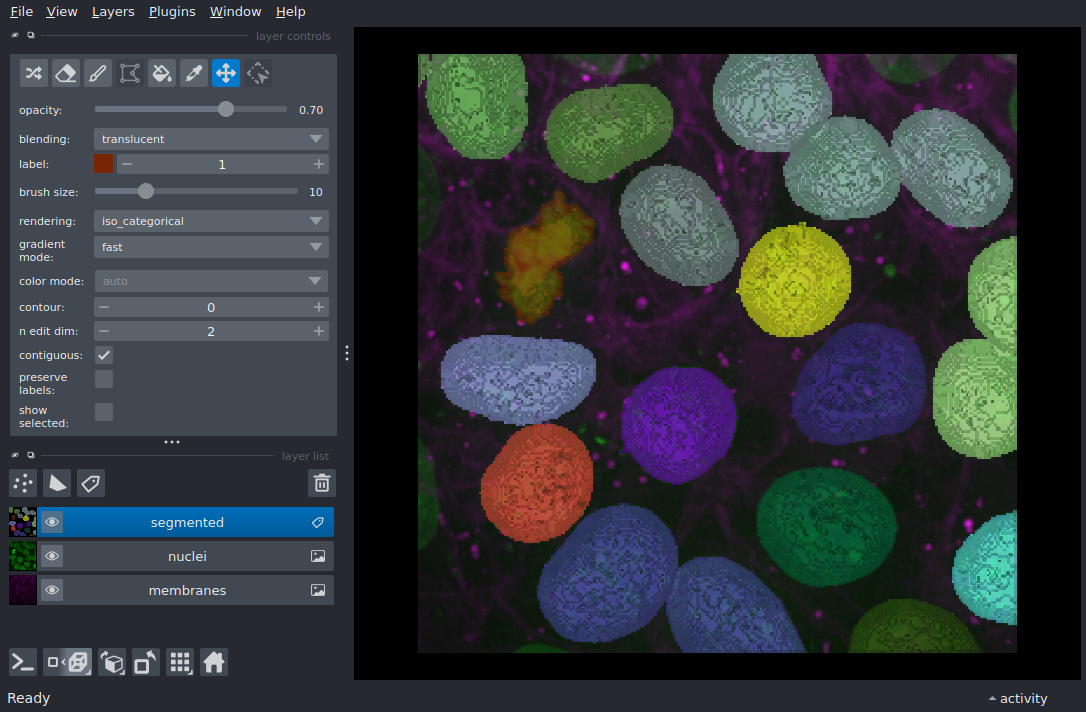 File View Layers Plugins Window Help
layer controls
opacity: 0.70
blending: translucent
label: 1
brush size: 10
rendering: iso_categorical
gradient
mode: fast
color mode: auto
contour: 0
n edit dim: 2
contiguous:
preserve
labels:
show
selected:
layer list
segmented
nuclei
membranes
Ready
activity